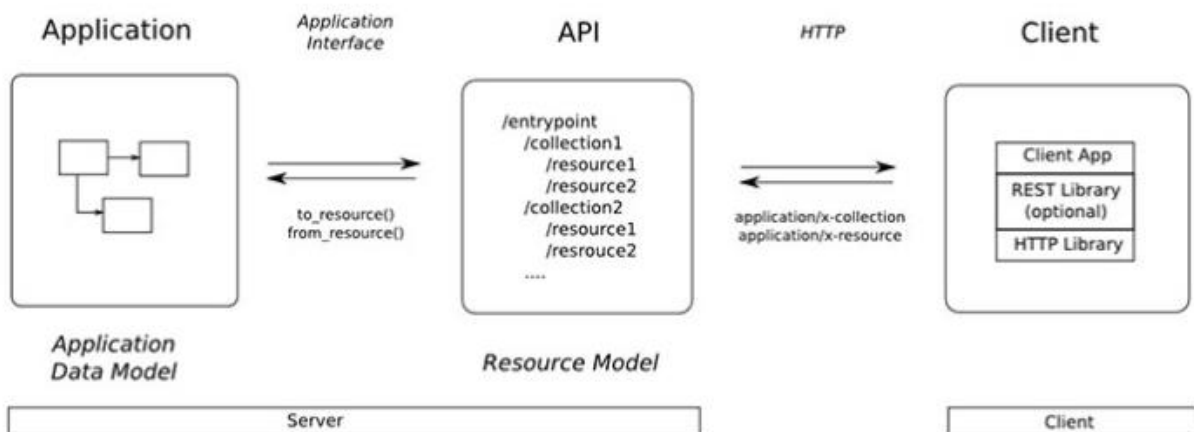 Application
Application
Interface
API
HTTP
Client
/entrypoint
/collection1
/resource1
/resource2
/collection2
/resource1
/resrouce2
....
to_resource()
from_resource()
application/x-collection
application/x-resource
Client App
REST Library
(optional)
HTTP Library
Application
Data Model
Resource Model
Server
Client